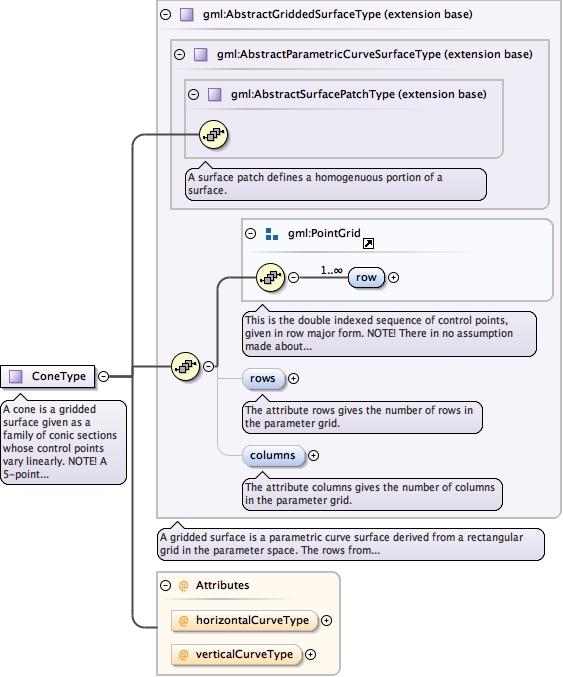 gml:AbstractGriddedSurfaceType (extension base)
gml:AbstractParametricCurveSurfaceType (extension base)
gml:AbstractSurfacePatchType (extension base)
A surface patch defines a homogenuous portion of a
surface.
gml:PointGrid
1..∞
row
This is the double indexed sequence of control points,
given in row major form. NOTE! There in no assumption
made about...
ConeType
A cone is a gridded
surface given as a
family of conic sections
whose control points
vary linearly. NOTE! A
5-point...
rows
The attribute rows gives the number of rows in
the parameter grid.
columns
The attribute columns gives the number of columns
in the parameter grid.
A gridded surface is a parametric curve surface derived from a rectangular
grid in the parameter space. The rows from...
@ Attributes
@ horizontalCurveType
@ verticalCurveType